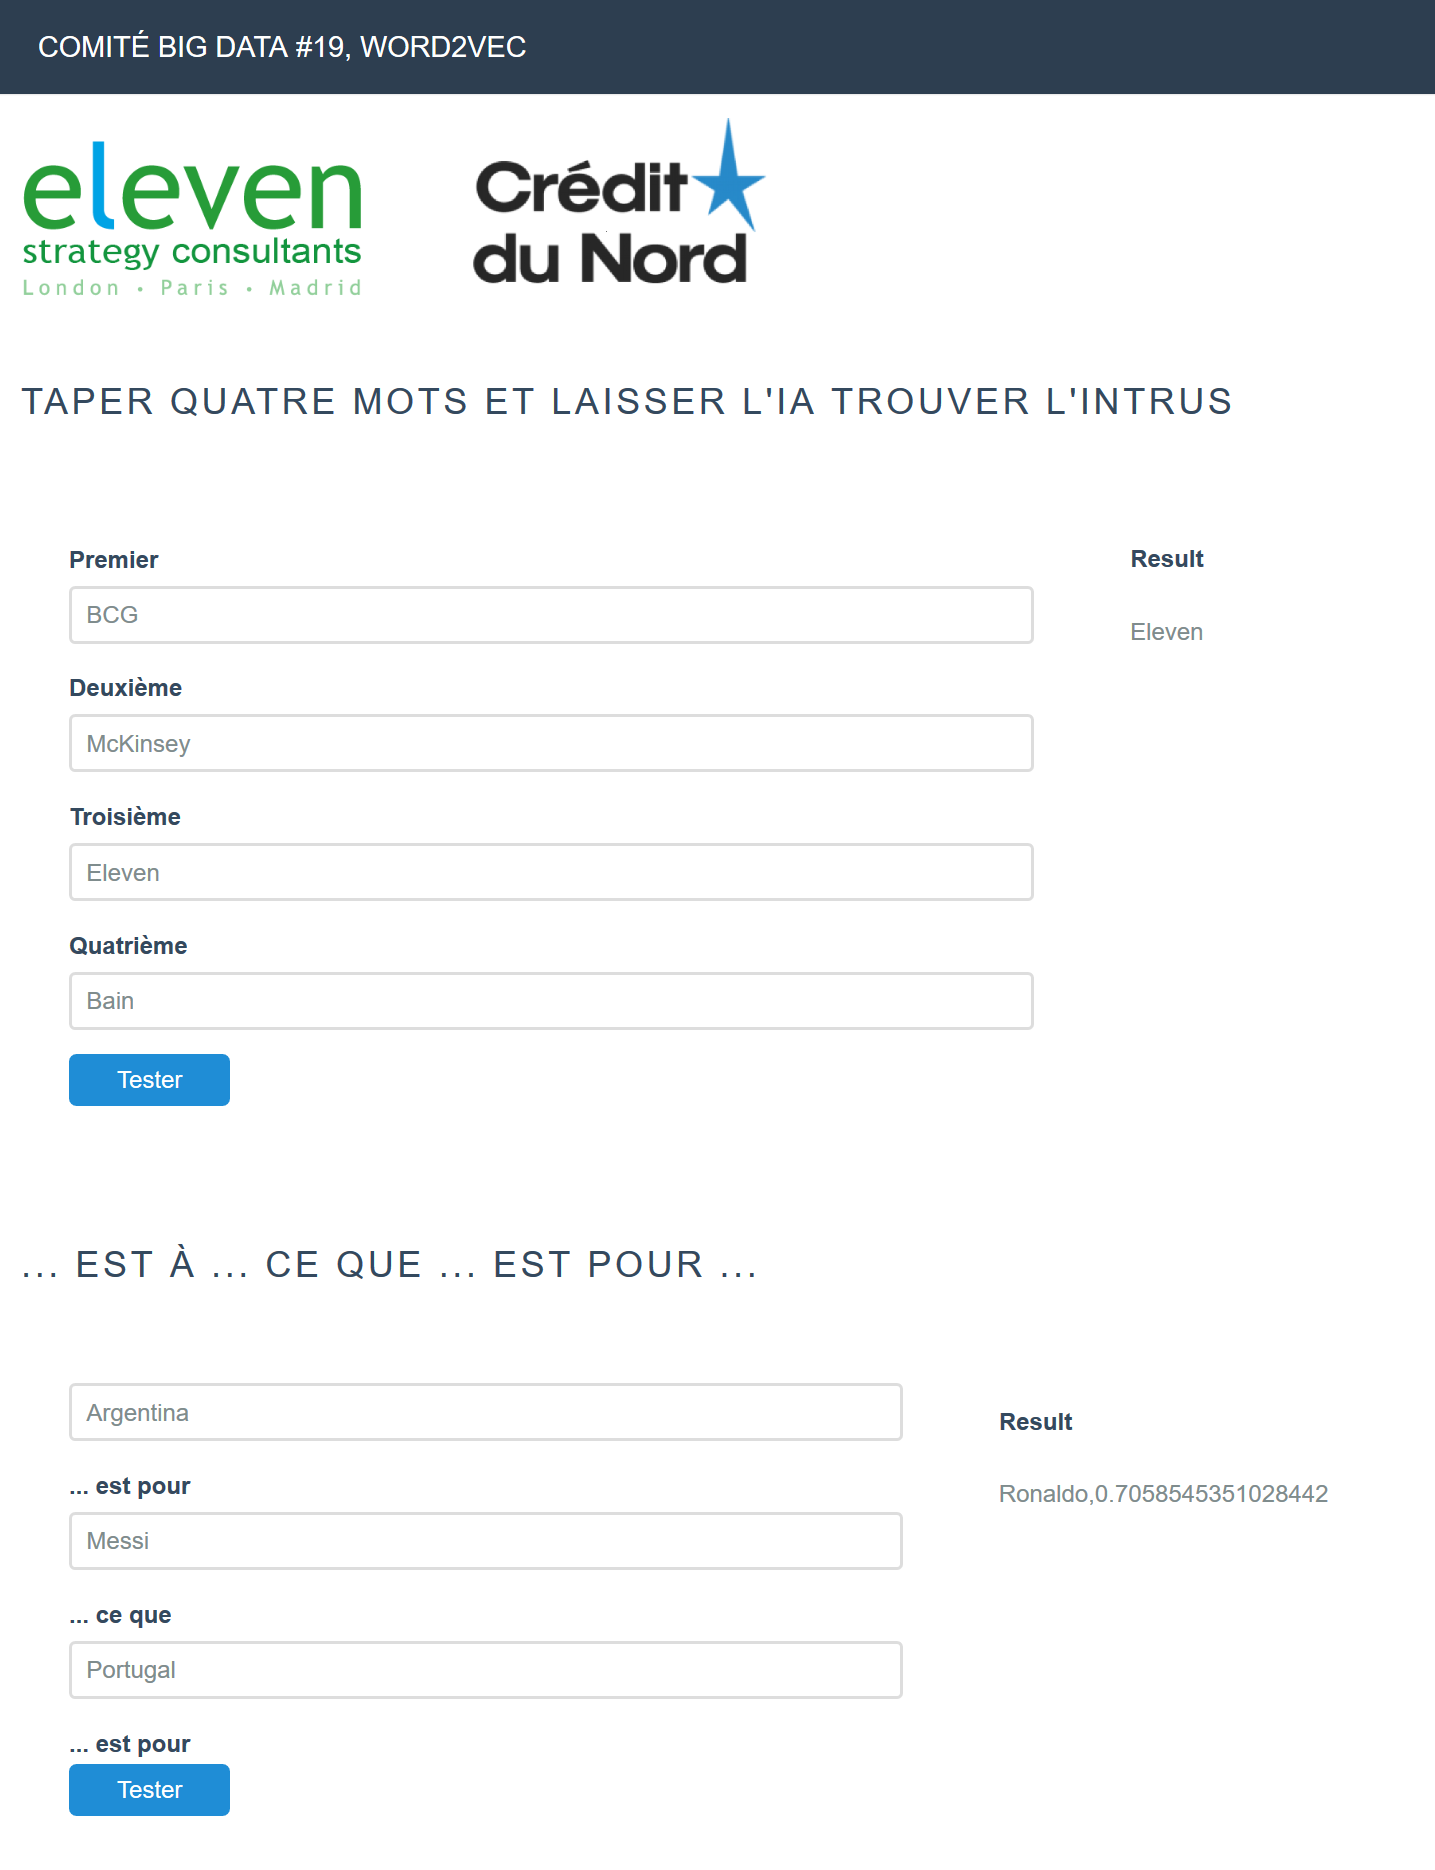 COMITÉ BIG DATA #19, WORD2VEC
eleven
strategy consultants
London • Paris • Madrid
Crédit
du Nord
TAPER QUATRE MOTS ET LAISSER L'IA TROUVER L'INTRUS
Premier
BCG
Deuxième
McKinsey
Troisième
Eleven
Quatrième
Bain
Tester
Result
Eleven
... EST À ... CE QUE ... EST POUR ...
Argentina
... est pour
Messi
... ce que
Portugal
... est pour
Tester
Result
Ronaldo,0.7058545351028442